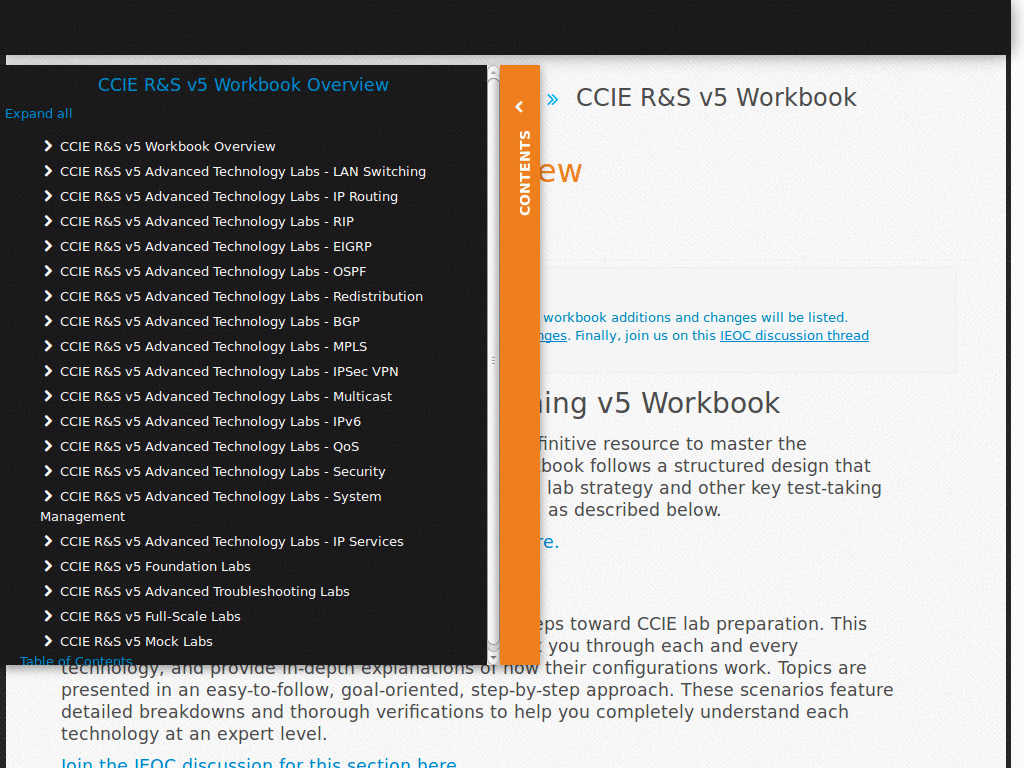 CCIE R&S v5 Workbook Overview
Expand all
CCIE R&S v5 Workbook Overview
CCIE R&S v5 Advanced Technology Labs - LAN Switching
CCIE R&S v5 Advanced Technology Labs - IP Routing
CCIE R&S v5 Advanced Technology Labs - RIP
CCIE R&S v5 Advanced Technology Labs - EIGRP
CCIE R&S v5 Advanced Technology Labs - OSPF
CCIE R&S v5 Advanced Technology Labs - Redistribution
CCIE R&S v5 Advanced Technology Labs - BGP
CCIE R&S v5 Advanced Technology Labs - MPLS
CCIE R&S v5 Advanced Technology Labs - IPSec VPN
CCIE R&S v5 Advanced Technology Labs - Multicast
CCIE R&S v5 Advanced Technology Labs - IPv6
CCIE R&S v5 Advanced Technology Labs - QoS
CCIE R&S v5 Advanced Technology Labs - Security
CCIE R&S v5 Advanced Technology Labs - System
Management
CCIE R&S v5 Advanced Technology Labs - IP Services
CCIE R&S v5 Foundation Labs
CCIE R&S v5 Advanced Troubleshooting Labs
CCIE R&S v5 Full-Scale Labs
CCIE R&S v5 Mock Labs
Table of Contents
CONTENTS
» CCIE R&S v5 Workbook
ew
workbook additions and changes will be listed.
nges. Finally, join us on this IEOC discussion thread
ning v5 Workbook
finitive resource to master the
kbook follows a structured design that
lab strategy and other key test-taking
as described below.
re.
eps toward CCIE lab preparation. This
k you through each and every
technology, and provide in-depth explanations of how their configurations work. Topics are
presented in an easy-to-follow, goal-oriented, step-by-step approach. These scenarios feature
detailed breakdowns and thorough verifications to help you completely understand each
technology at an expert level.
Join the IEOC discussion for this section here.